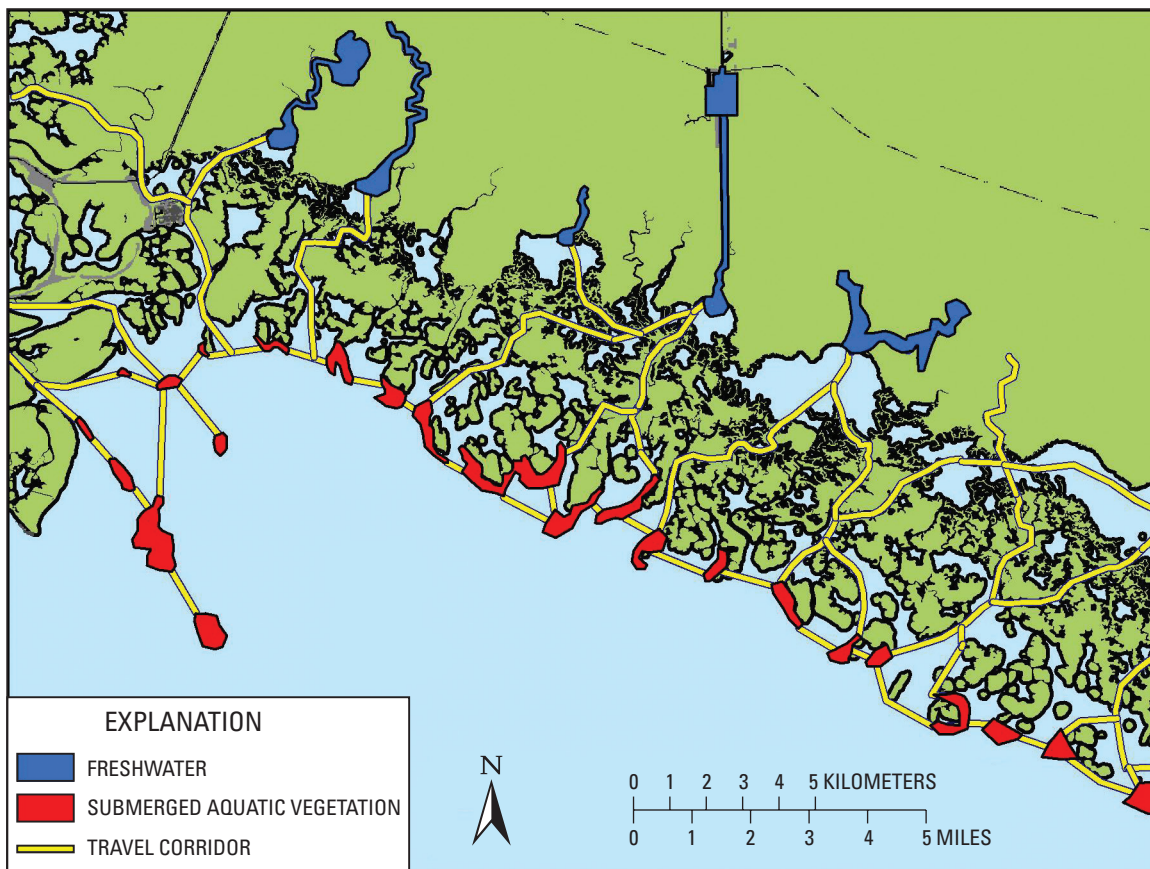 EXPLANATION
FRESHWATER
SUBMERGED AQUATIC VEGETATION
TRAVEL CORRIDOR
N
0 1 2 3 4 5 KILOMETERS
0 1 2 3 4 5 MILES